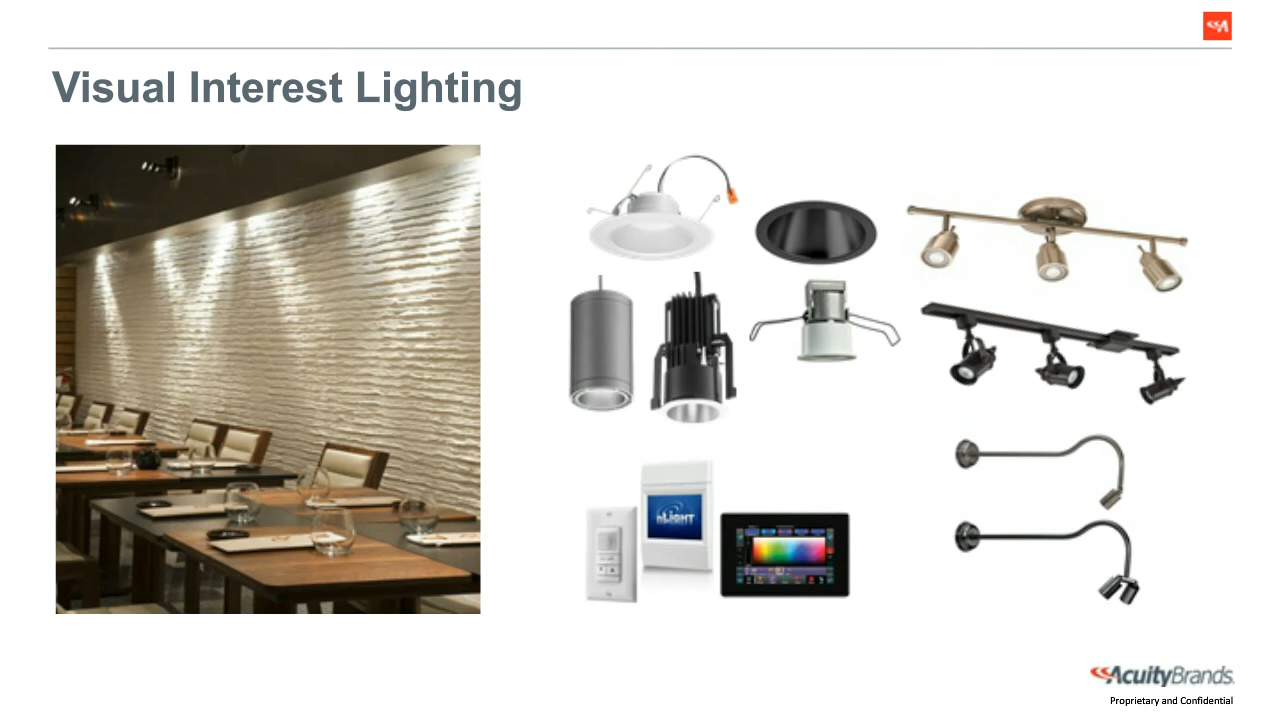 Visual Interest Lighting
nLIGHT
AcuityBrands.
Proprietary and Confidential